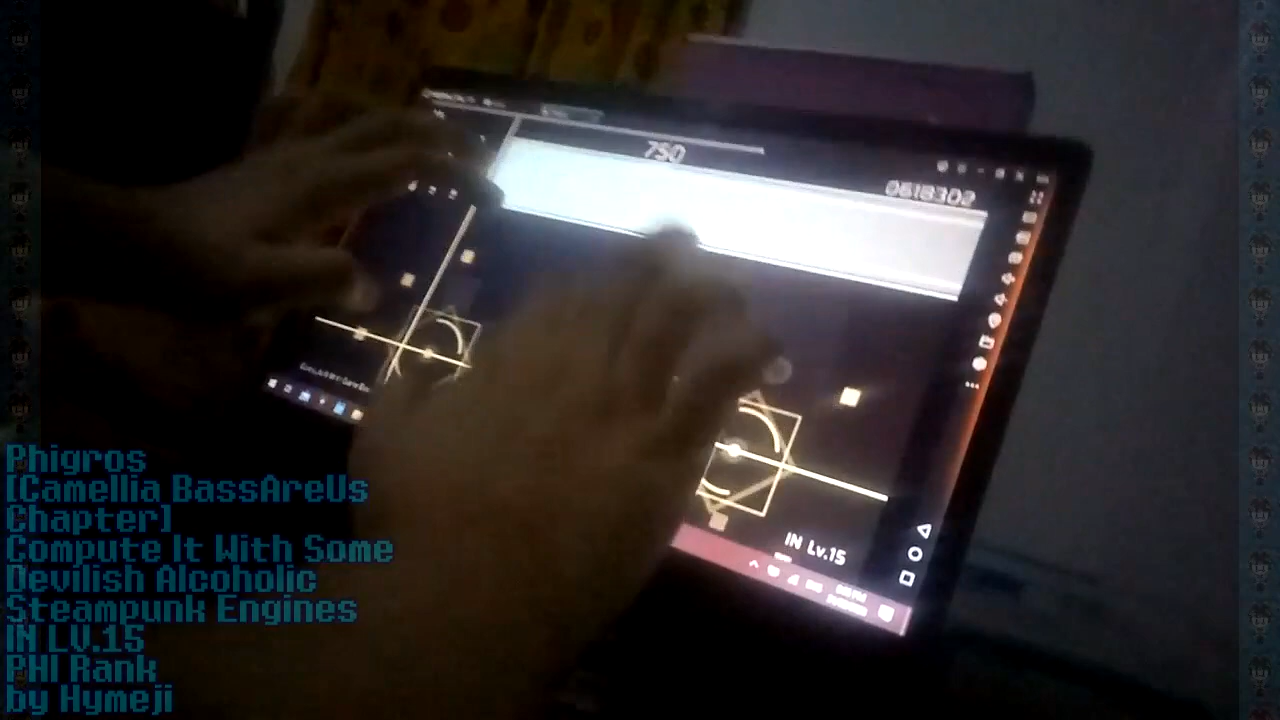 750
0618302
IN Lv.15
Phigros
[Camellia BassAreUs
Chapter]
Compute It With Some
Devilish Alcoholic
Steampunk Engines
IN LV.15
PHI Rank
by Hymeji